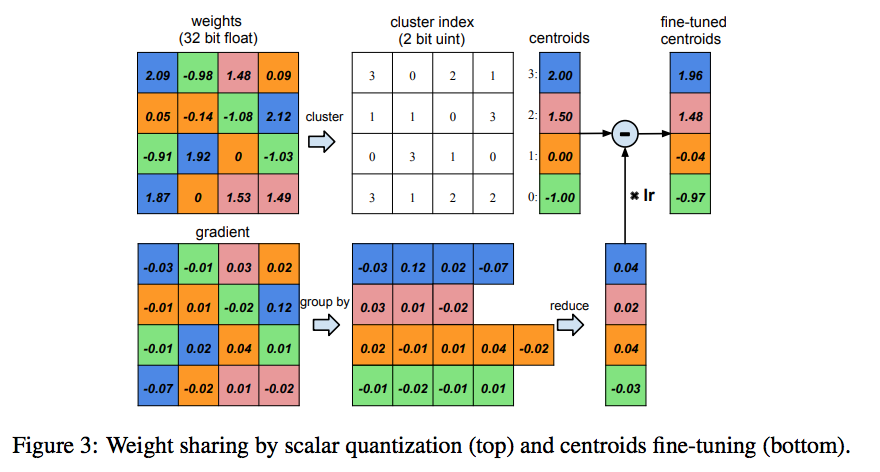 weights
(32 bit float)
cluster index
(2 bit uint)
centroids
fine-tuned
centroids
2.09 -0.98 1.48 0.09
0.05 -0.14 -1.08 2.12
-0.91 1.92 0 -1.03
1.87 0 1.53 1.49
cluster
3 0 2 1
1 1 0 3
0 3 1 0
3 1 2 2
3: 2.00
2: 1.50
1: 0.00
0: -1.00
-
1.96
1.48
-0.04
-0.97
× lr
gradient
-0.03 -0.01 0.03 0.02
-0.01 0.01 -0.02 0.12
-0.01 0.02 0.04 0.01
-0.07 -0.02 0.01 -0.02
group by
-0.03 0.12 0.02 -0.07
0.03 0.01 -0.02
0.02 -0.01 0.01 0.04 -0.02
-0.01 -0.02 -0.01 0.01
reduce
0.04
0.02
0.04
-0.03
Figure 3: Weight sharing by scalar quantization (top) and centroids fine-tuning (bottom).